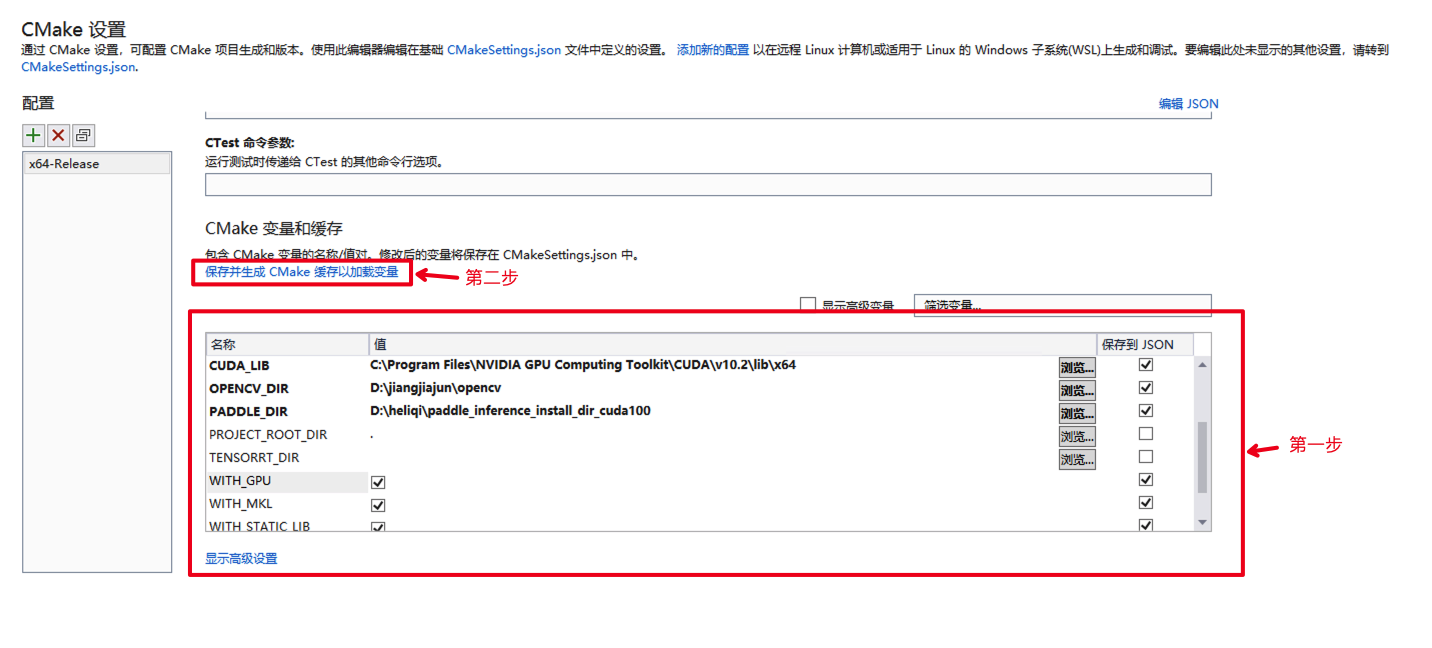 CMake 设置
通过 CMake 设置，可配置 CMake 项目生成和版本。使用此编辑器编辑在基础 CMakeSettings.json 文件中定义的设置。 添加新的配置 以在远程 Linux 计算机或适用于 Linux 的 Windows 子系统(WSL)上生成和调试。要编辑此处未显示的其他设置，请转到
CMakeSettings.json.
配置
编辑 JSON
x64-Release
CTest 命令参数:
运行测试时传递给 CTest 的其他命令行选项。
CMake 变量和缓存
包含 CMake 变量的名称/值对。修改后的变量将保存在 CMakeSettings.json 中。
保存并生成 CMake 缓存以加载变量
第二步
显示高级变量 筛选变量...
名称 值 保存到 JSON
CUDA_LIB C:\Program Files\NVIDIA GPU Computing Toolkit\CUDA\v10.2\lib\x64 浏览...
OPENCV_DIR D:\jiangjiajun\opencv 浏览...
PADDLE_DIR D:\heliqi\paddle_inference_install_dir_cuda100 浏览...
PROJECT_ROOT_DIR . 浏览...
第一步
TENSORRT_DIR 浏览...
WITH_GPU
WITH_MKL
WITH_STATIC_LIB
显示高级设置